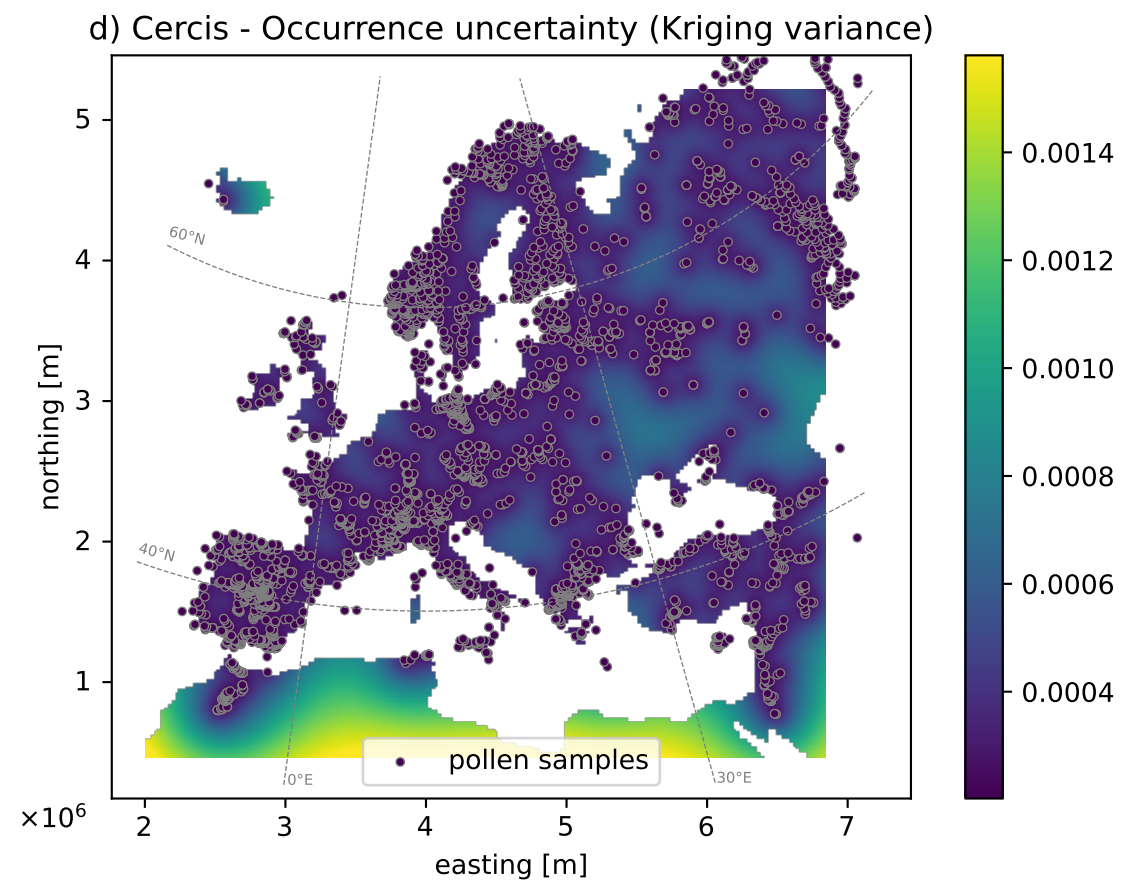 d) Cercis - Occurrence uncertainty (Kriging variance)
5
4
3
2
1
northing [m]
×10⁶
2
3
4
5
6
7
easting [m]
60°N
40°N
0°E
30°E
pollen samples
0.0014
0.0012
0.0010
0.0008
0.0006
0.0004